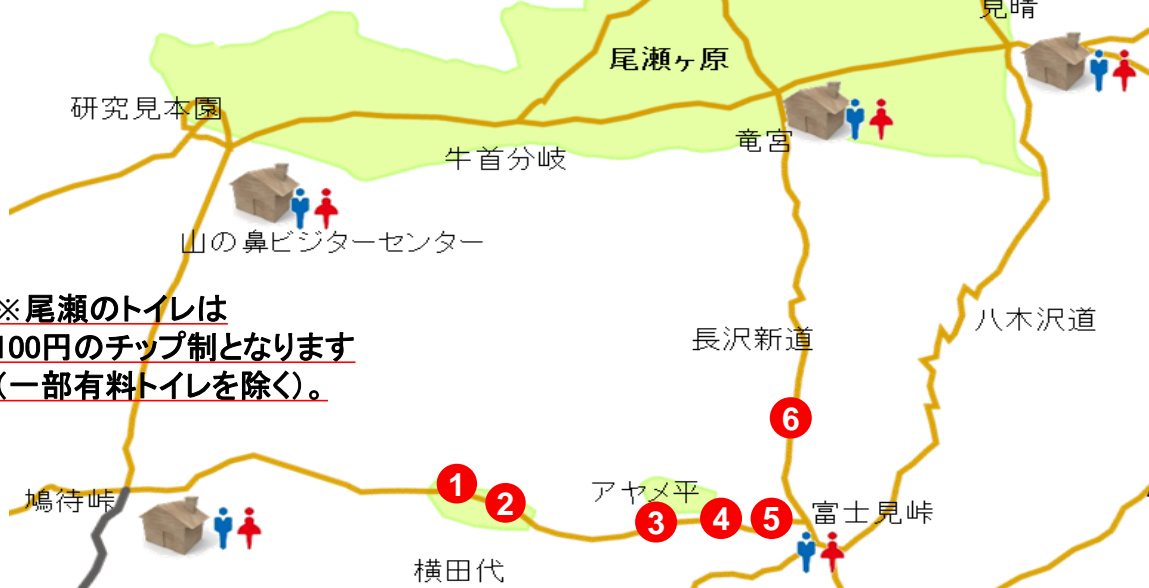 見晴
尾瀬ヶ原
研究見本園
竜宮
牛首分岐
山の鼻ビジターセンター
※尾瀬のトイレは
100円のチップ制となります
(一部有料トイレを除く)。
長沢新道
八木沢道
6
1
2
アヤメ平
3
4
5
富士見峠
鳩待峠
横田代